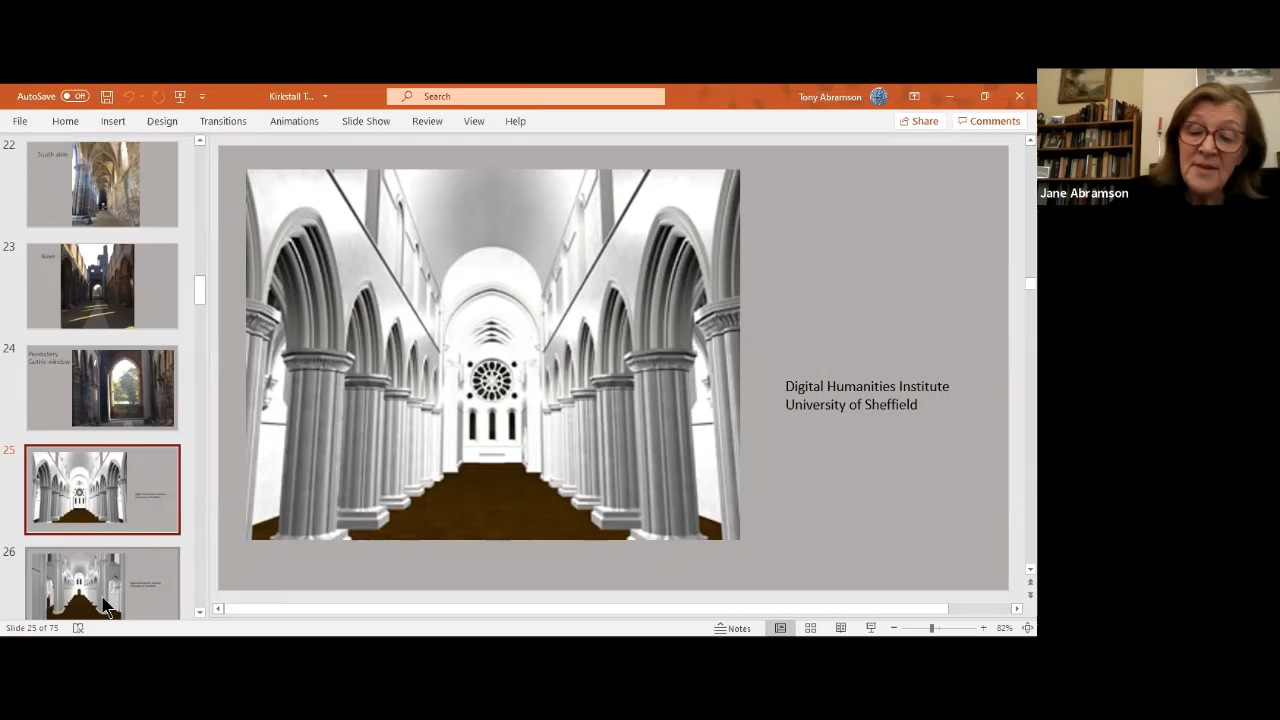 AutoSave Off
Kirkstall T...
Search
Tony Abramson
File Home Insert Design Transitions Animations Slide Show Review View Help
Share Comments
22
South aisle
23
Nave
24
Presbytery
Gothic window
25
26
Digital Humanities Institute
University of Sheffield
Jane Abramson
Slide 25 of 75
Notes
82%